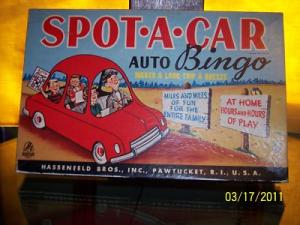 SPOT·A·CAR
AUTO Bingo
MAKES A LONG TRIP A BREEZE
MILES AND MILES
OF FUN
FOR THE
ENTIRE FAMILY
AT HOME
HOURS AND HOURS
OF PLAY
HASSENFELD BROS., INC., PAWTUCKET, R.I., U.S.A.
03/17/2011